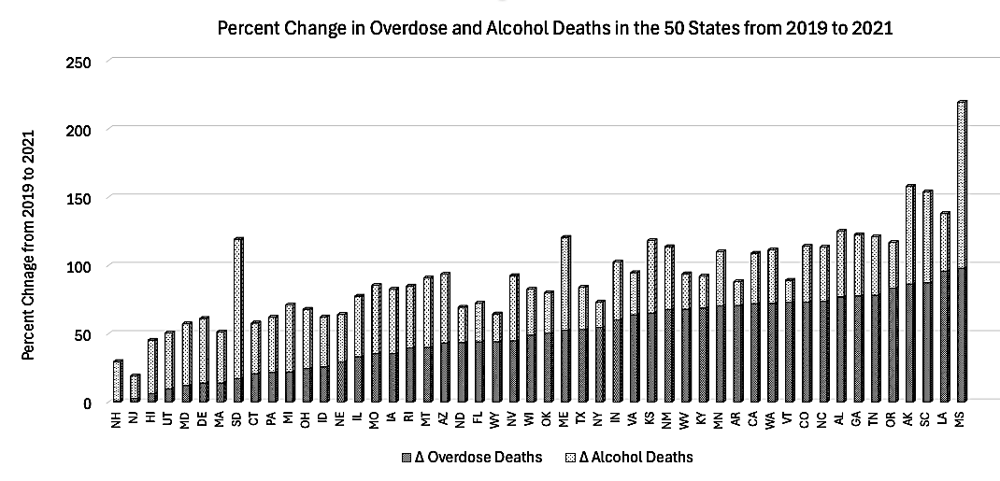 Percent Change in Overdose and Alcohol Deaths in the 50 States from 2019 to 2021
Percent Chnage from 2019 to 2021
250
200
150
100
50
0
NH NJ HI UT MD DE MA SD CT PA MI OH ID NE IL MO IA RI MT AZ ND FL WY NV WI OK ME TX NY IN VA KS NM WV KY MN AR CA WA VT CO NC AL GA TN OR AK SC LA MS
Δ Overdose Deaths Δ Alcohol Deaths